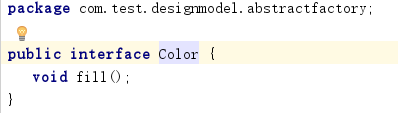 package com.test.designmodel.abstractfactory;
public interface Color {
void fill();
}